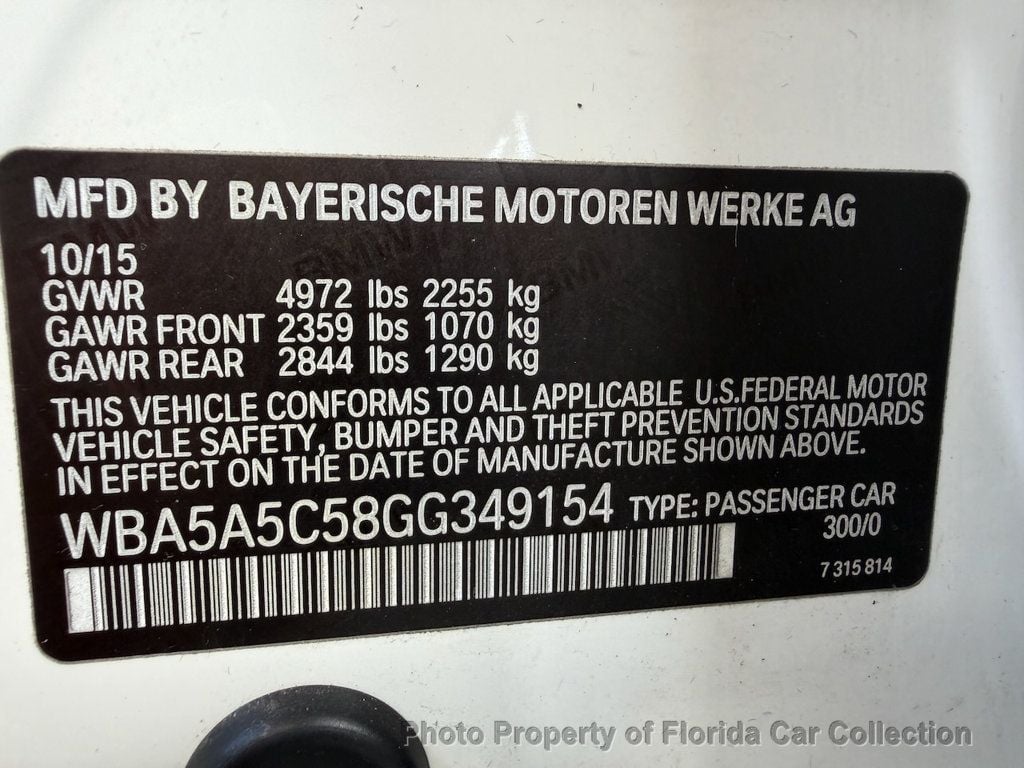 MFD BY BAYERISCHE MOTOREN WERKE AG
10/15
GVWR 4972 lbs 2255 kg
GAWR FRONT 2359 lbs 1070 kg
GAWR REAR 2844 lbs 1290 kg
THIS VEHICLE CONFORMS TO ALL APPLICABLE U.S.FEDERAL MOTOR
VEHICLE SAFETY, BUMPER AND THEFT PREVENTION STANDARDS
IN EFFECT ON THE DATE OF MANUFACTURE SHOWN ABOVE.
WBA5A5C58GG349154 TYPE: PASSENGER CAR
300/0
7 315 814
Photo Property of Florida Car Collection